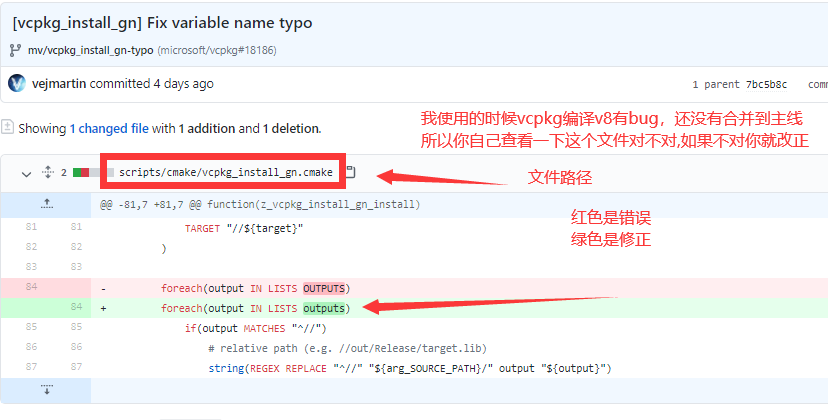 [vcpkg_install_gn] Fix variable name typo
mv/vcpkg_install_gn-typo (microsoft/vcpkg#18186)
vejmartin committed 4 days ago
1 parent 7bc5b8c
Showing 1 changed file with 1 addition and 1 deletion.
我使用的时候vcpkg编译v8有bug，还没有合并到主线
所以你自己查看一下这个文件对不对,如果不对你就改正
2 scripts/cmake/vcpkg_install_gn.cmake
文件路径
@@ -81,7 +81,7 @@ function(z_vcpkg_install_gn_install)
红色是错误
绿色是修正
81 81 TARGET "//${target}"
82 82 )
83 83
84 - foreach(output IN LISTS OUTPUTS)
84 + foreach(output IN LISTS outputs)
85 85 if(output MATCHES "^//")
86 86 # relative path (e.g. //out/Release/target.lib)
87 87 string(REGEX REPLACE "^//" "${arg_SOURCE_PATH}/" output "${output}")